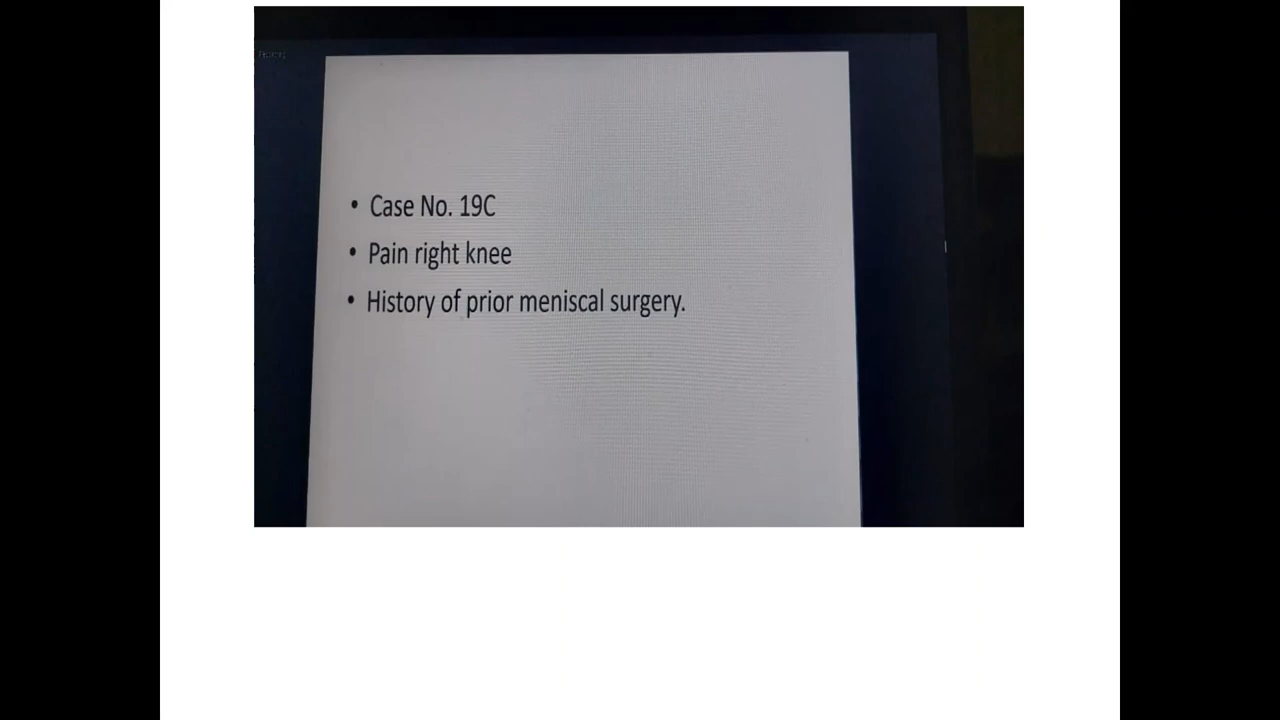 • Case No. 19C
• Pain right knee
• History of prior meniscal surgery.